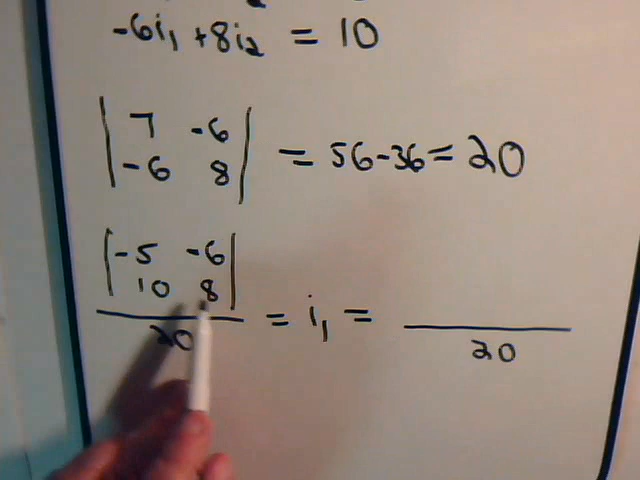 -6i₁ +8i₂ = 10
| 7 -6 |
| -6 8 | = 56-36 = 20
| -5 -6 |
| 10 8 |
20 = i₁ = 20